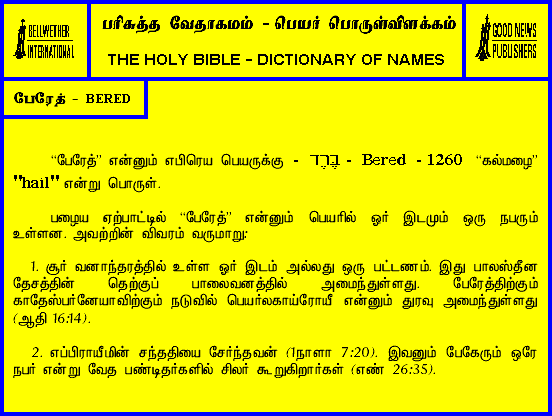 BELLWETHER
INTERNATIONAL
பரிசுத்த வேதாகமம் - பெயர் பொருள்விளக்கம்
THE HOLY BIBLE - DICTIONARY OF NAMES
GOOD NEWS
PUBLISHERS
பேரேத் - BERED
“பேரேத்” என்னும் எபிரெய பெயருக்கு - בֶּרֶד - Bered - 1260 “கல்மழை”
"hail" என்று பொருள்.
பழைய ஏற்பாட்டில் “பேரேத்” என்னும் பெயரில் ஓர் இடமும் ஒரு நபரும்
உள்ளன. அவற்றின் விவரம் வருமாறு:
1. சூர் வனாந்தரத்தில் உள்ள ஓர் இடம் அல்லது ஒரு பட்டணம். இது பாலஸ்தீன
தேசத்தின் தெற்குப் பாலைவனத்தில் அமைந்துள்ளது. பேரேத்திற்கும்
காதேஸ்பர்னேயாவிற்கும் நடுவில் பெயர்லகாய்ரோயீ என்னும் துரவு அமைந்துள்ளது
(ஆதி 16:14).
2. எப்பிராயீமின் சந்ததியை சேர்ந்தவன் (1நாளா 7:20). இவனும் பேகேரும் ஒரே
நபர் என்று வேத பண்டிதர்களில் சிலர் கூறுகிறார்கள் (எண் 26:35).